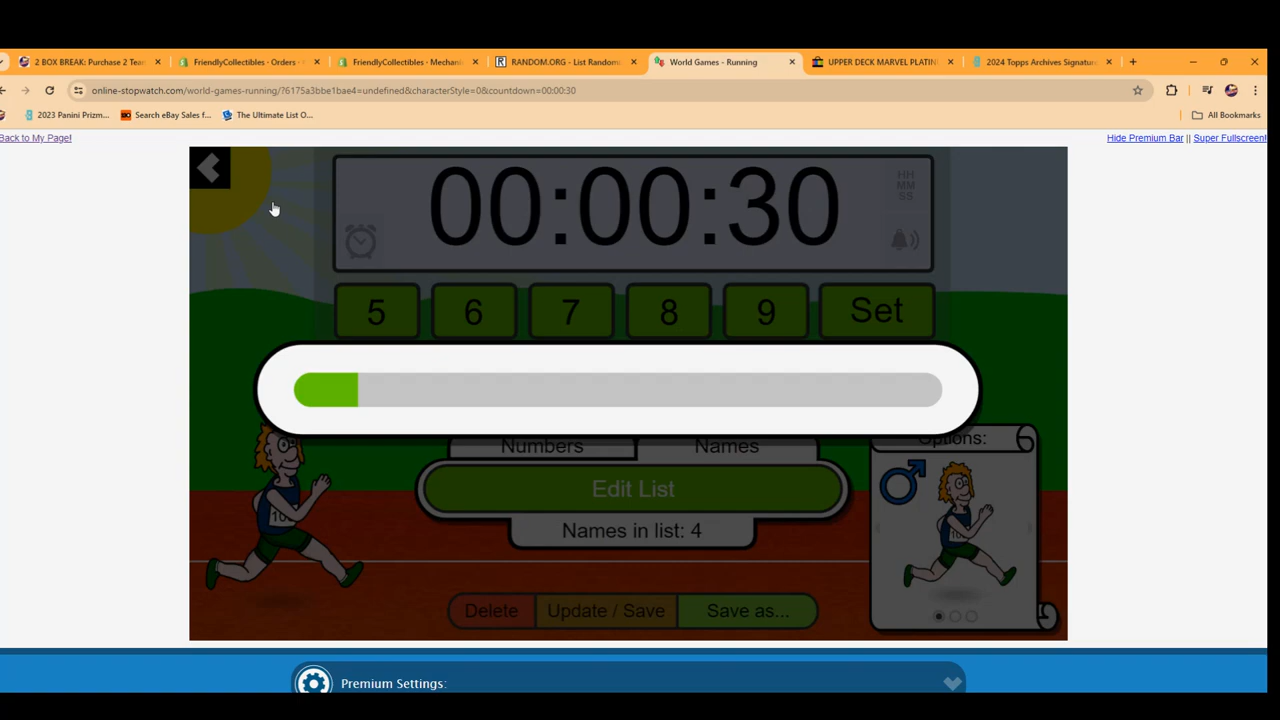 2 BOX BREAK: Purchase 2 Tea
FriendlyCollectibles · Orders ·
FriendlyCollectibles · Mechani
RANDOM.ORG - List Randomi
World Games - Running
UPPER DECK MARVEL PLATIN
2024 Topps Archives Signatur
online-stopwatch.com/world-games-running/?6175a3bbe1bae4=undefined&characterStyle=0&countdown=00:00:30
2023 Panini Prizm...
Search eBay Sales f...
The Ultimate List O...
All Bookmarks
Back to My Page!
Hide Premium Bar || Super Fullscreen!
00:00:30
HH
MM
SS
5 6 7 8 9 Set
Numbers
Names
Options:
Edit List
Names in list: 4
Delete
Update / Save
Save as...
Premium Settings: